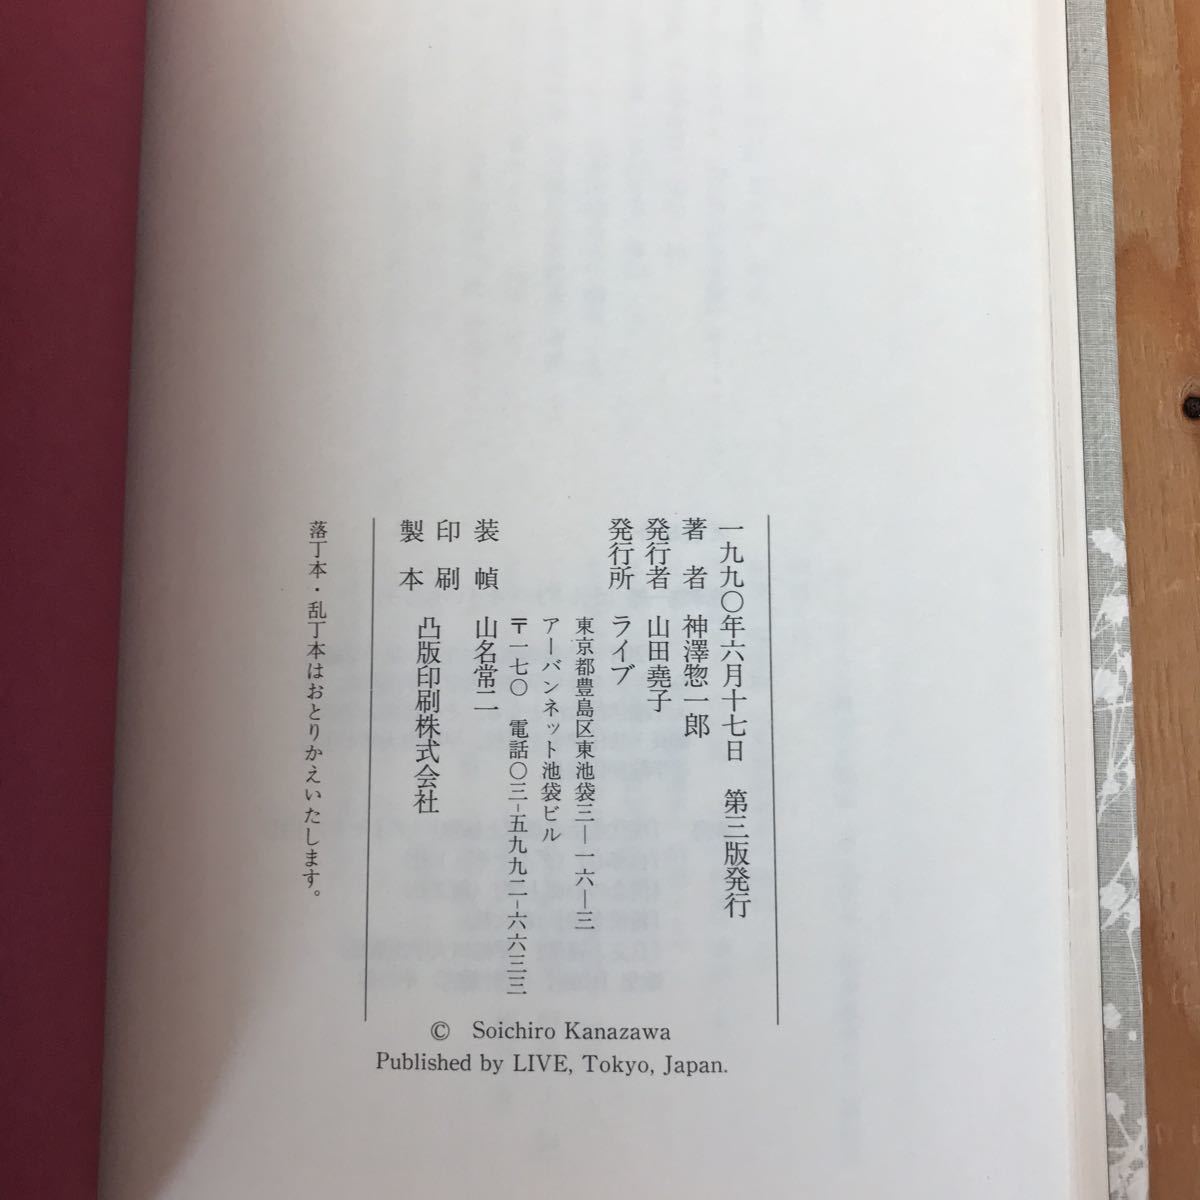 一九九〇年六月十七日　第三版発行
著者　神澤惣一郎
発行者　山田堯子
発行所　ライブ
東京都豊島区東池袋三―一六―三
アーバンネット池袋ビル
〒一七〇　電話〇三-五九九二-六六三三
装幀　山名常二
印刷
製本　凸版印刷株式会社
落丁本・乱丁本はおとりかえいたします。
© Soichiro Kanazawa
Published by LIVE, Tokyo, Japan.